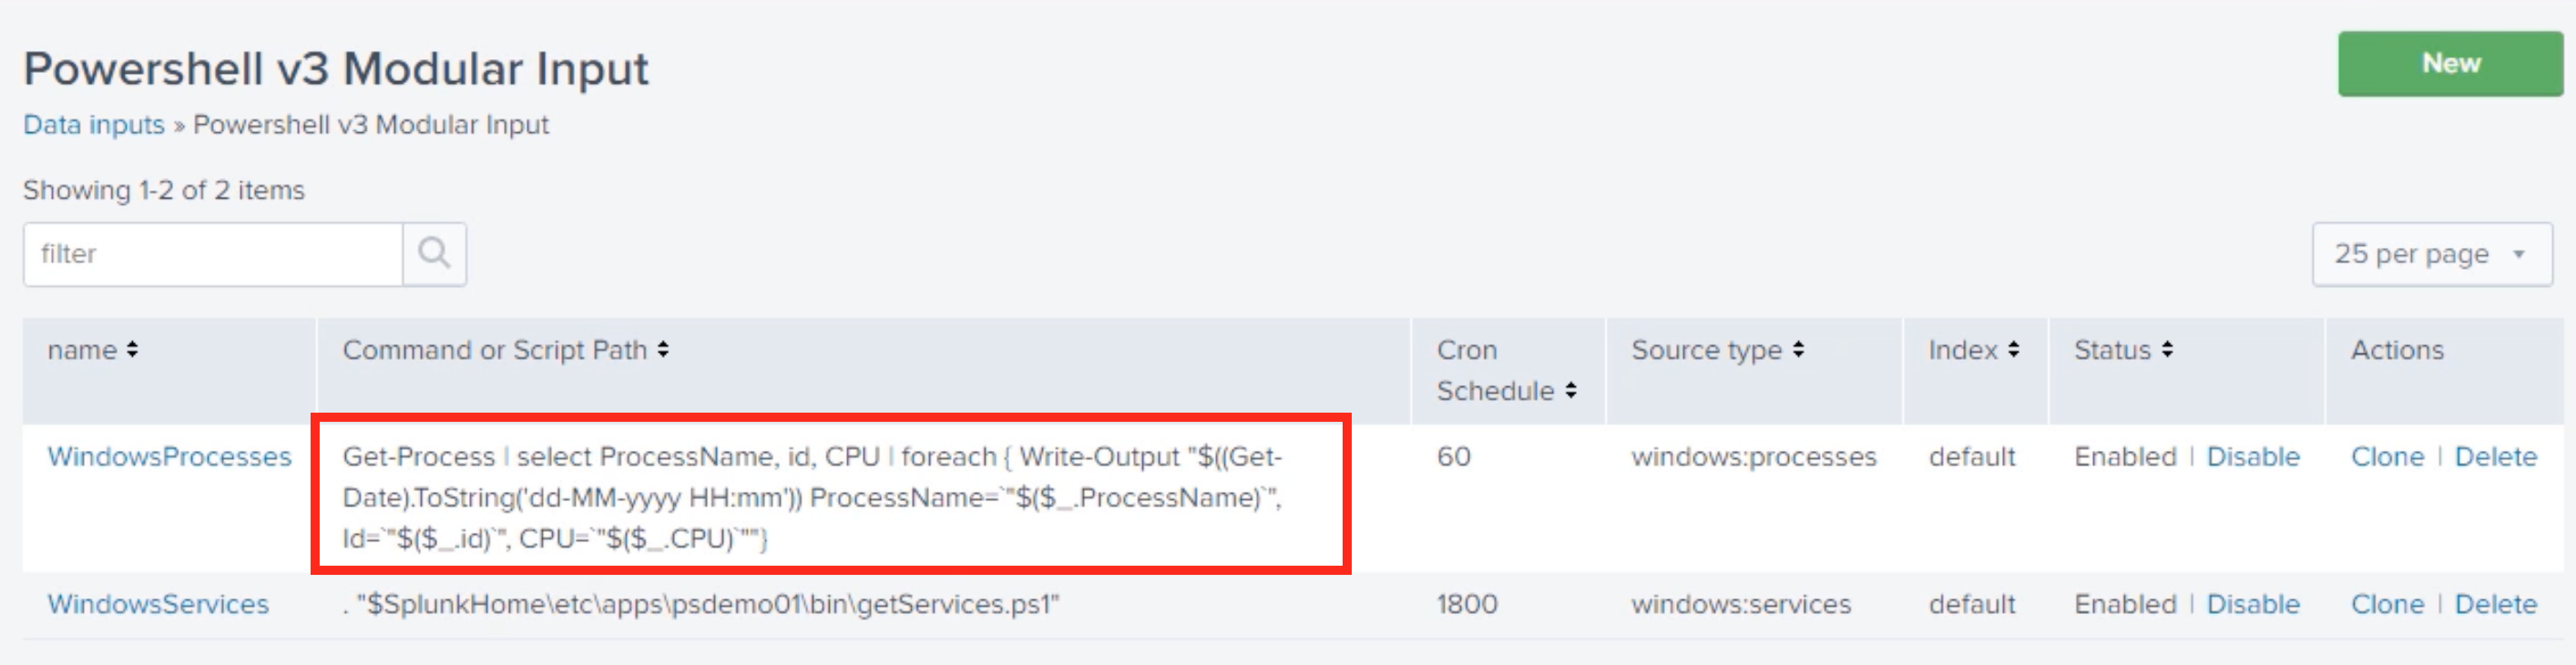 Powershell v3 Modular Input
New
Data inputs » Powershell v3 Modular Input
Showing 1-2 of 2 items
filter
25 per page
name
Command or Script Path
Cron
Schedule
Source type
Index
Status
Actions
WindowsProcesses
Get-Process | select ProcessName, id, CPU | foreach { Write-Output "$((Get-
Date).ToString('dd-MM-yyyy HH:mm')) ProcessName=`"$($_.ProcessName)`",
Id=`"$($_.id)`", CPU=`"$($_.CPU)`""}
60
windows:processes
default
Enabled | Disable
Clone | Delete
WindowsServices
. "$SplunkHome\etc\apps\psdemo01\bin\getServices.ps1"
1800
windows:services
default
Enabled | Disable
Clone | Delete